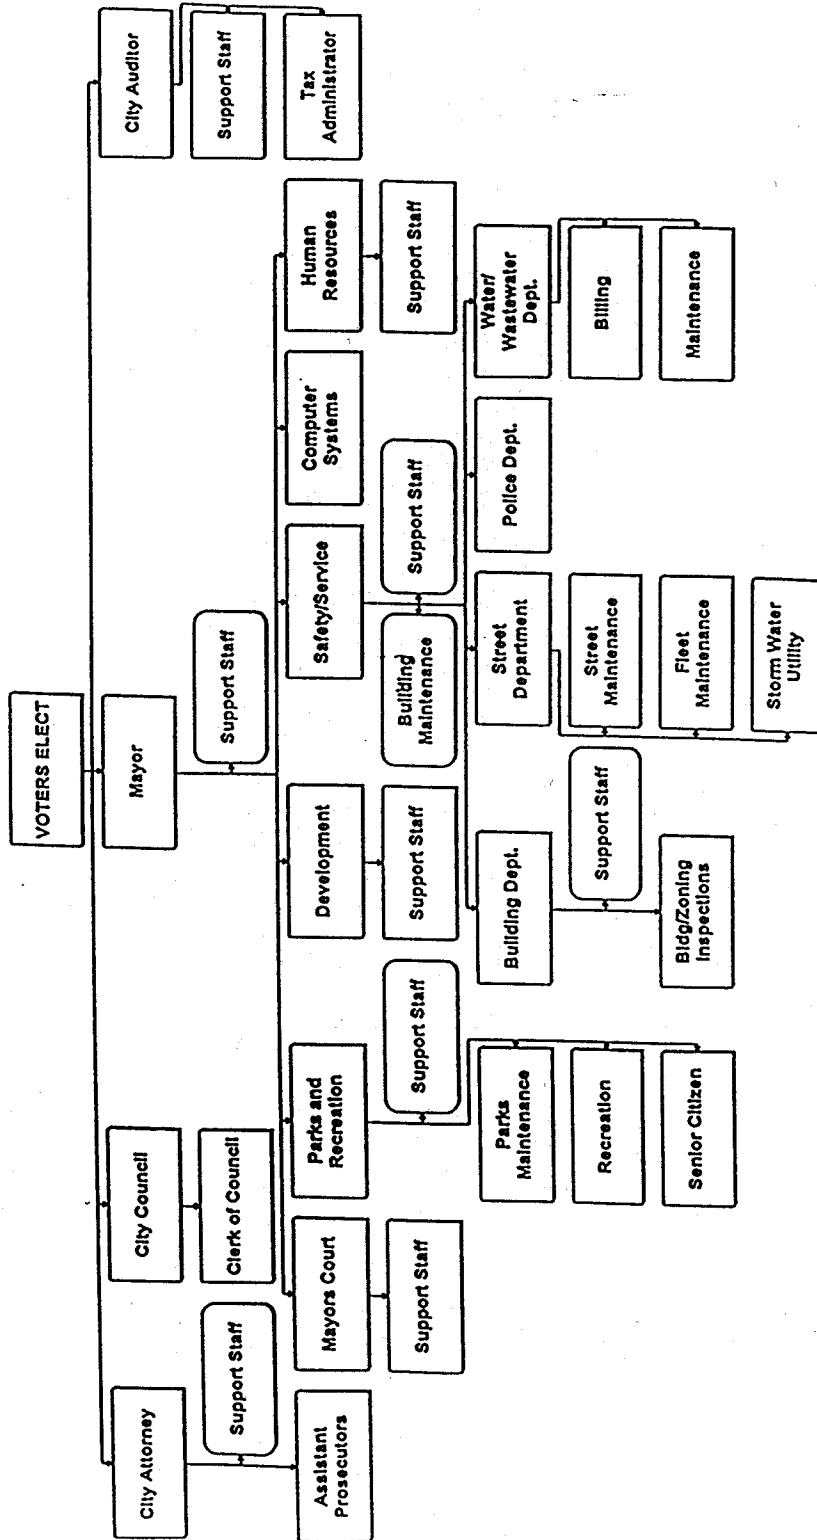 VOTERS ELECT
City Attorney
City Council
Mayor
City Auditor
Support Staff
Clerk of Council
Support Staff
Support Staff
Assistant
Prosecutors
Mayors Court
Parks and
Recreation
Development
Safety/Service
Computer
Systems
Human
Resources
Tax
Administrator
Support Staff
Support Staff
Support Staff
Building
Maintenance
Support Staff
Support Staff
Parks
Maintenance
Building Dept.
Street
Department
Police Dept.
Water/
Wastewater
Dept.
Recreation
Support Staff
Street
Maintenance
Billing
Senior Citizen
Bldg/Zoning
Inspections
Fleet
Maintenance
Maintenance
Storm Water
Utility